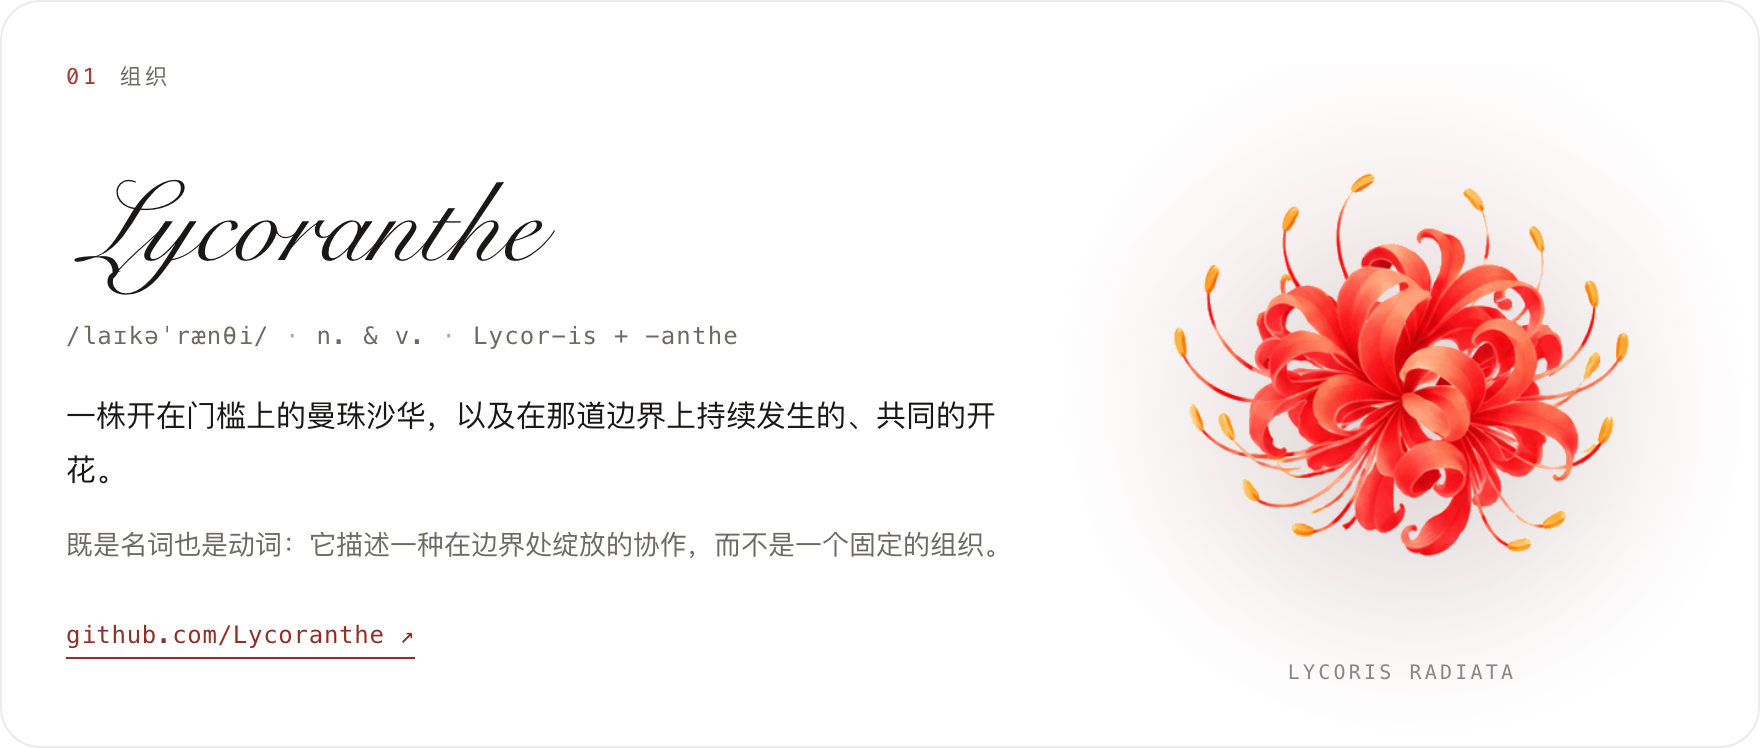 01 组织
Lycoranthe
/laɪkəˈrænθi/ · n. & v. · Lycor-is + -anthe
一株开在门槛上的曼珠沙华，以及在那道边界上持续发生的、共同的开
花。
既是名词也是动词：它描述一种在边界处绽放的协作，而不是一个固定的组织。
github.com/Lycoranthe ↗
LYCORIS RADIATA